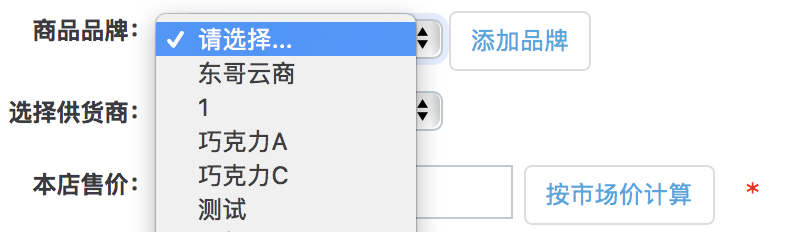 商品品牌：
✓ 请选择...
添加品牌
东哥云商
选择供货商：
1
巧克力A
巧克力C
本店售价：
按市场价计算
*
测试